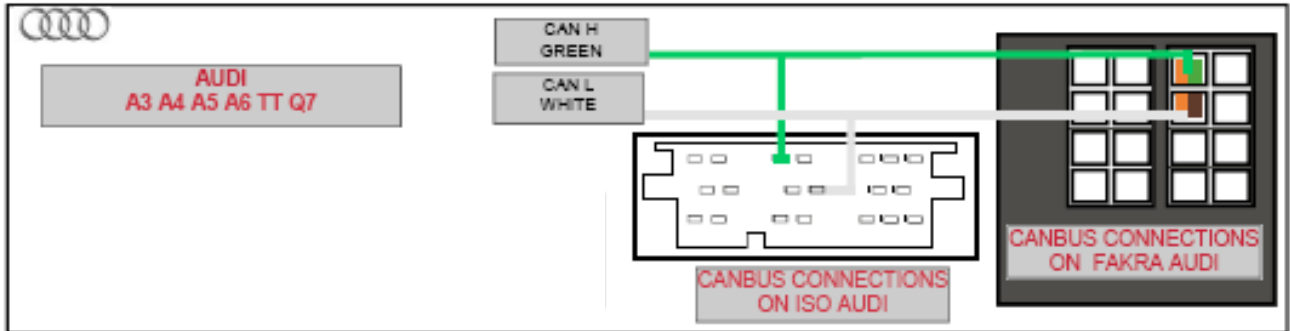 AUDI
A3 A4 A5 A6 TT Q7
CAN H
GREEN
CAN L
WHITE
CANBUS CONNECTIONS
ON ISO AUDI
CANBUS CONNECTIONS
ON FAKRA AUDI